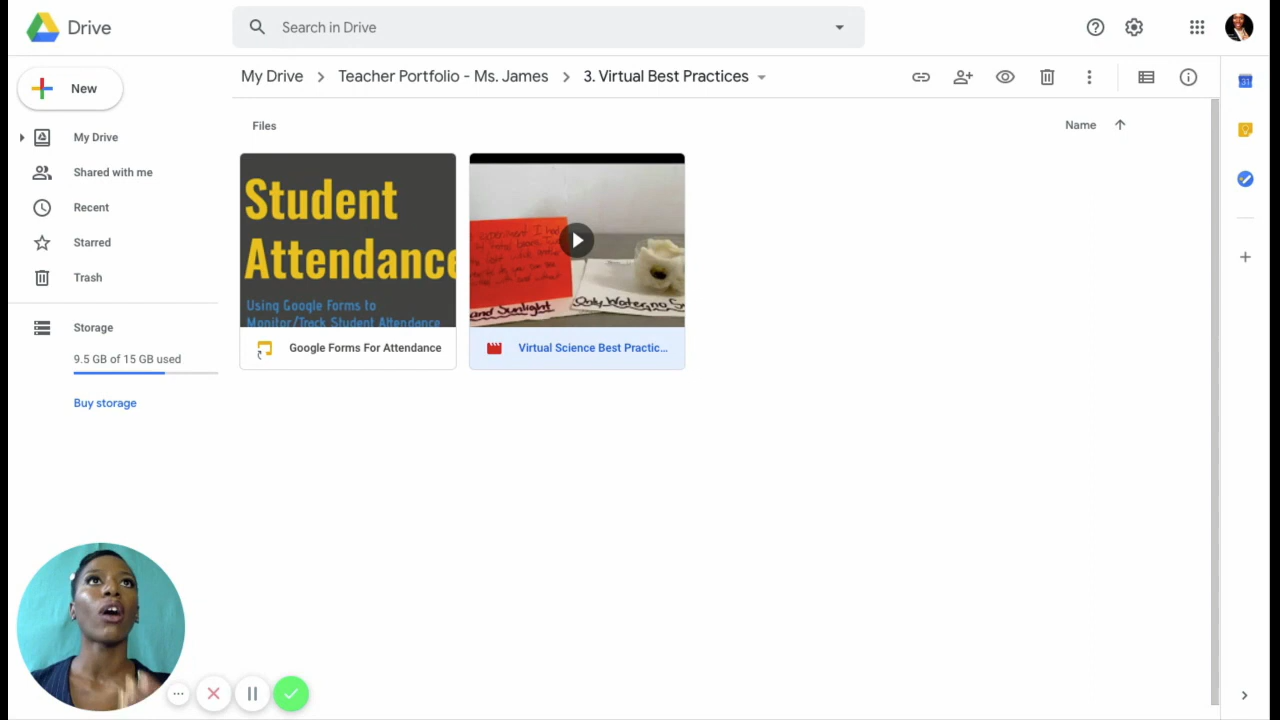 Drive
Search in Drive
New
My Drive
Shared with me
Recent
Starred
Trash
Storage
9.5 GB of 15 GB used
Buy storage
My Drive > Teacher Portfolio - Ms. James > 3. Virtual Best Practices
Files
Name
Student
Attendance
Using Google Forms to
Monitor/Track Student Attendance
Google Forms For Attendance
experiment I had
and Sunlight
Only Water no S
Virtual Science Best Practic...
31